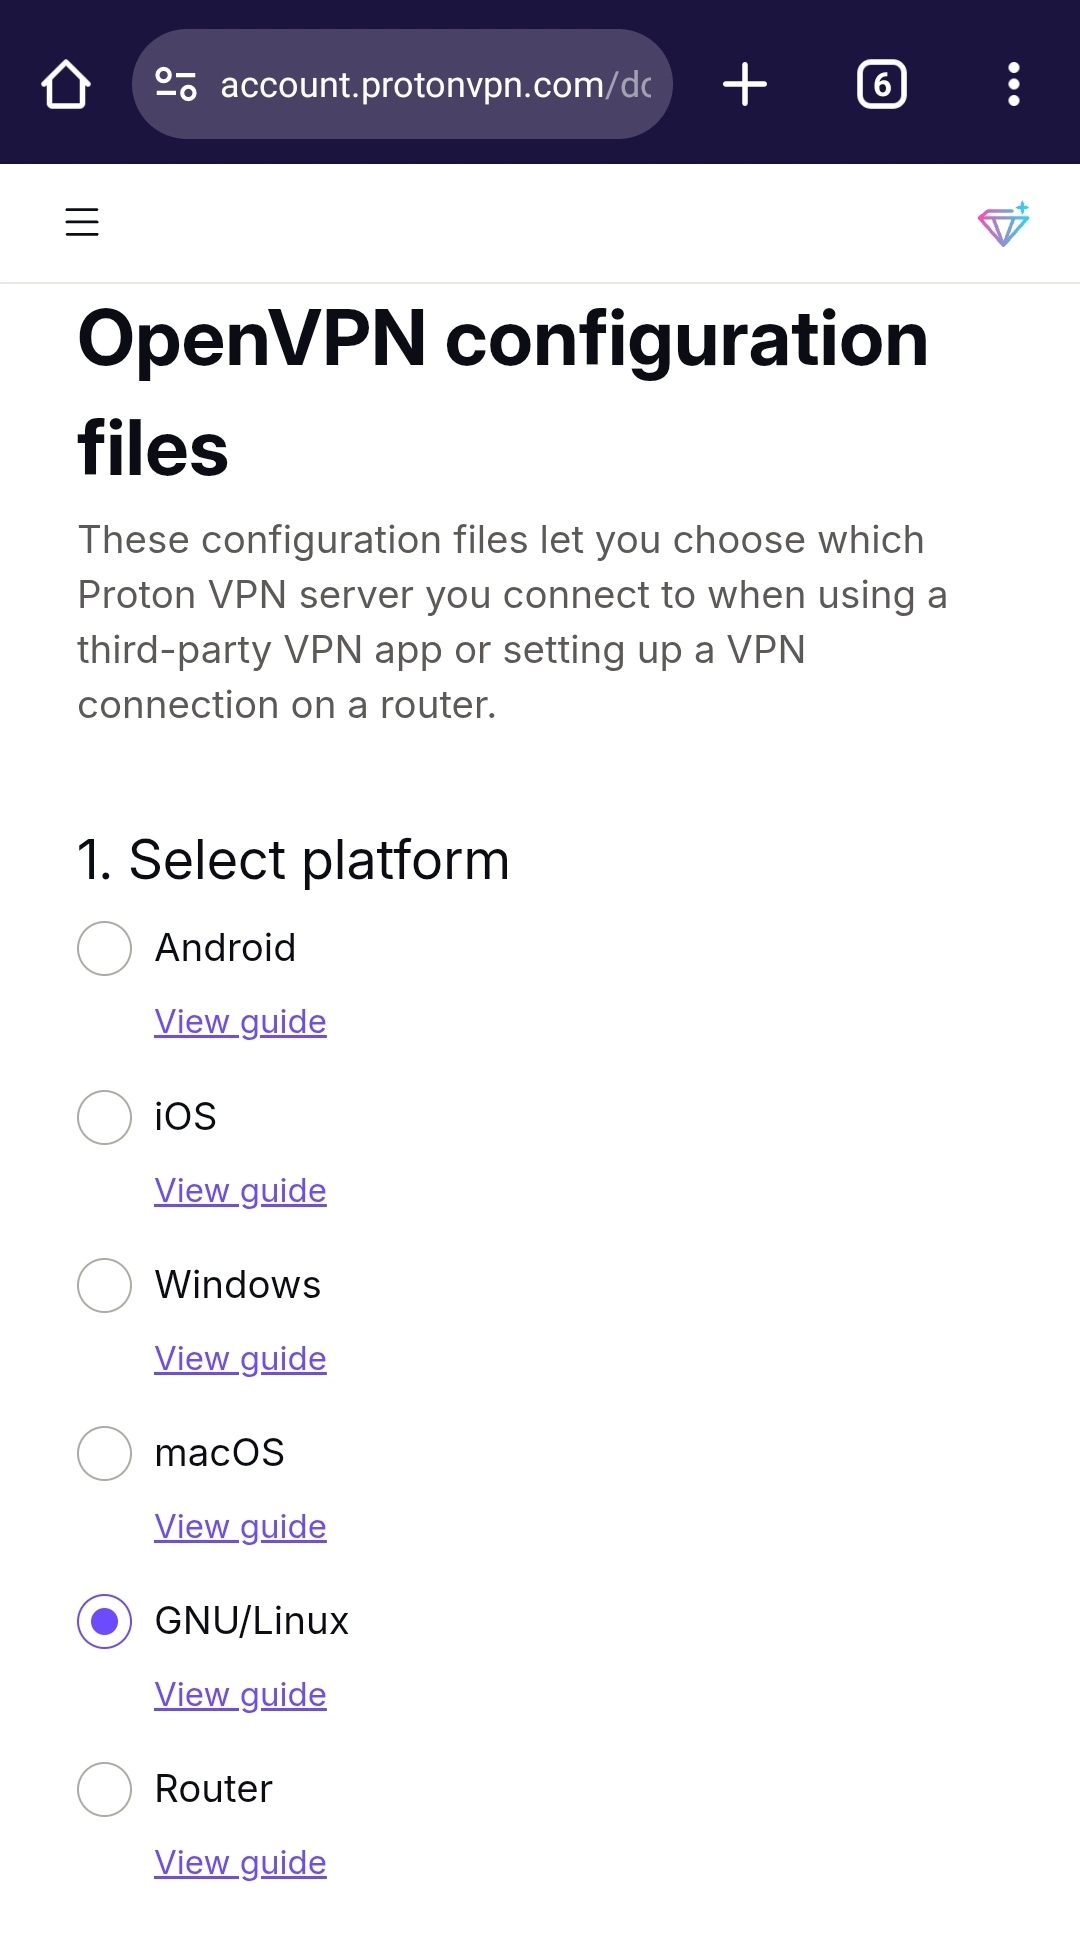 account.protonvpn.com/do
6
OpenVPN configuration
files
These configuration files let you choose which
Proton VPN server you connect to when using a
third-party VPN app or setting up a VPN
connection on a router.
1. Select platform
Android
View guide
iOS
View guide
Windows
View guide
macOS
View guide
GNU/Linux
View guide
Router
View guide